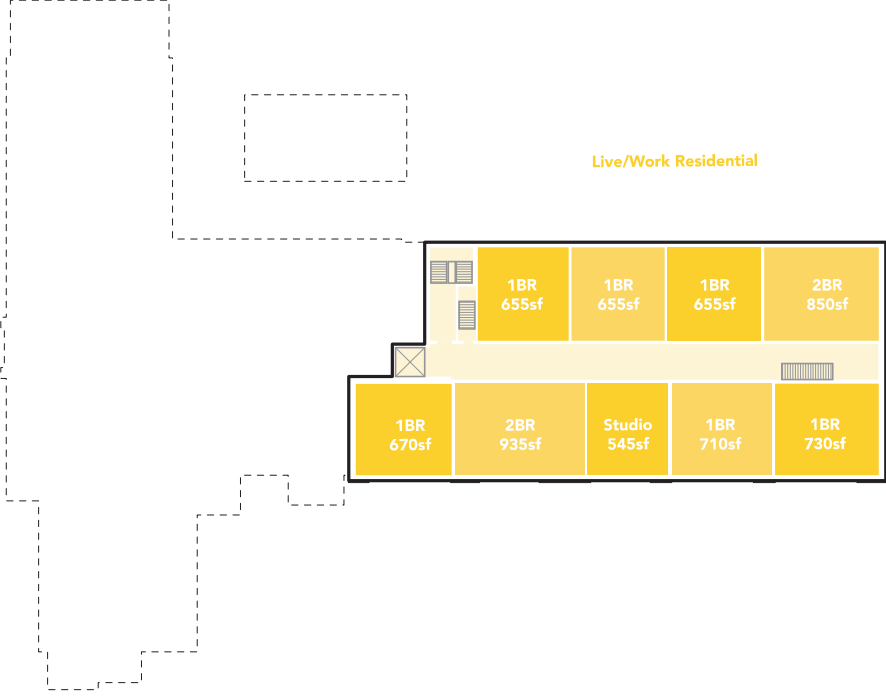 Live/Work Residential
1BR
655sf
1BR
655sf
1BR
655sf
2BR
850sf
1BR
670sf
2BR
935sf
Studio
545sf
1BR
710sf
1BR
730sf